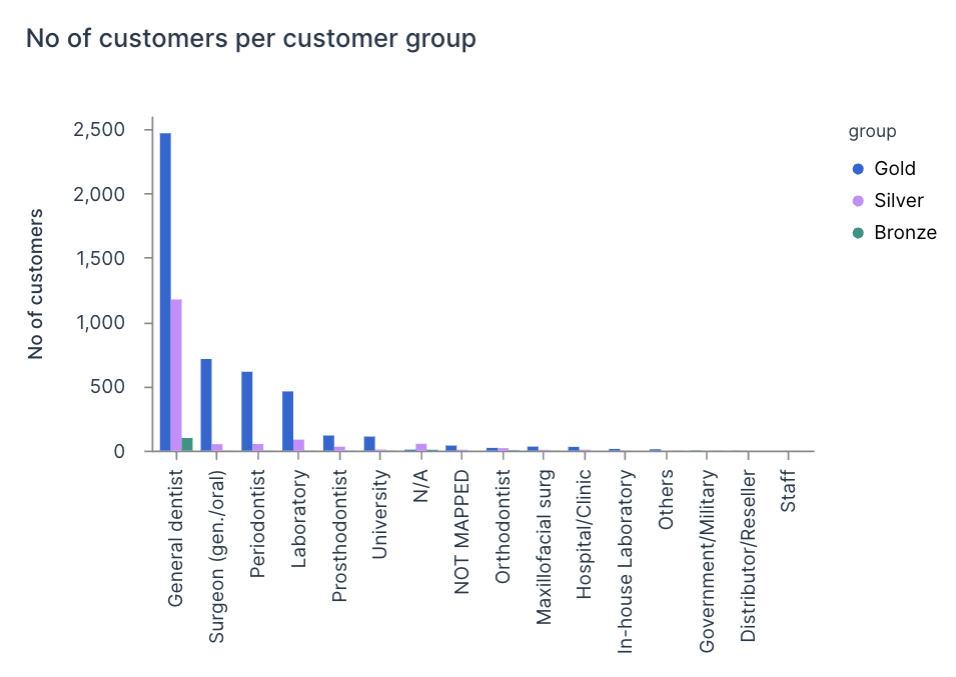 No of customers per customer group
2,500
2,000
1,500
1,000
500
0
No of customers
General dentist
Surgeon (gen./oral)
Periodontist
Laboratory
Prosthodontist
University
N/A
NOT MAPPED
Orthodontist
Maxillofacial surg
Hospital/Clinic
In-house Laboratory
Others
Government/Military
Distributor/Reseller
Staff
group
Gold
Silver
Bronze